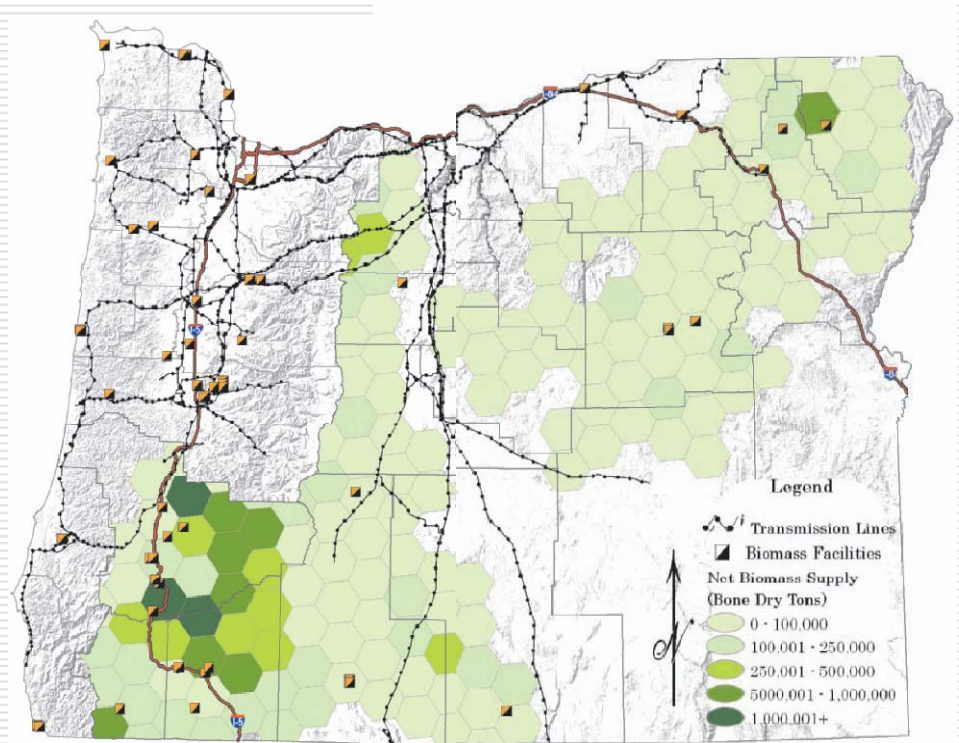 I-84
I-5
Legend
Transmission Lines
Biomass Facilities
Net Biomass Supply
(Bone Dry Tons)
0 - 100,000
100,001 - 250,000
250,001 - 500,000
5000,001 - 1,000,000
1,000,001+
I-5